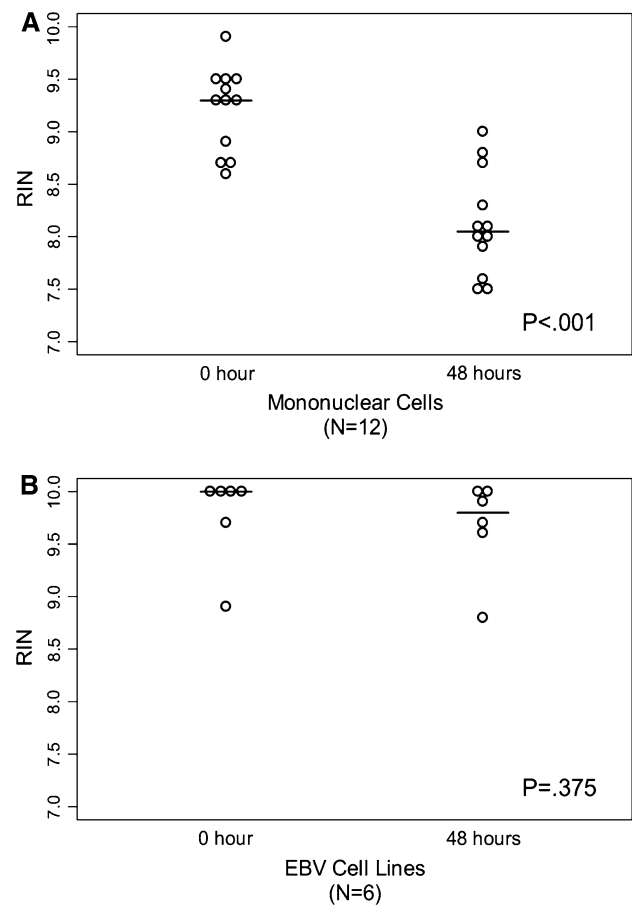 A
10.0
9.5
9.0
8.5
8.0
7.5
7.0
RIN
P<.001
0 hour
48 hours
Mononuclear Cells
(N=12)
B
10.0
9.5
9.0
8.5
8.0
7.5
7.0
RIN
P=.375
0 hour
48 hours
EBV Cell Lines
(N=6)